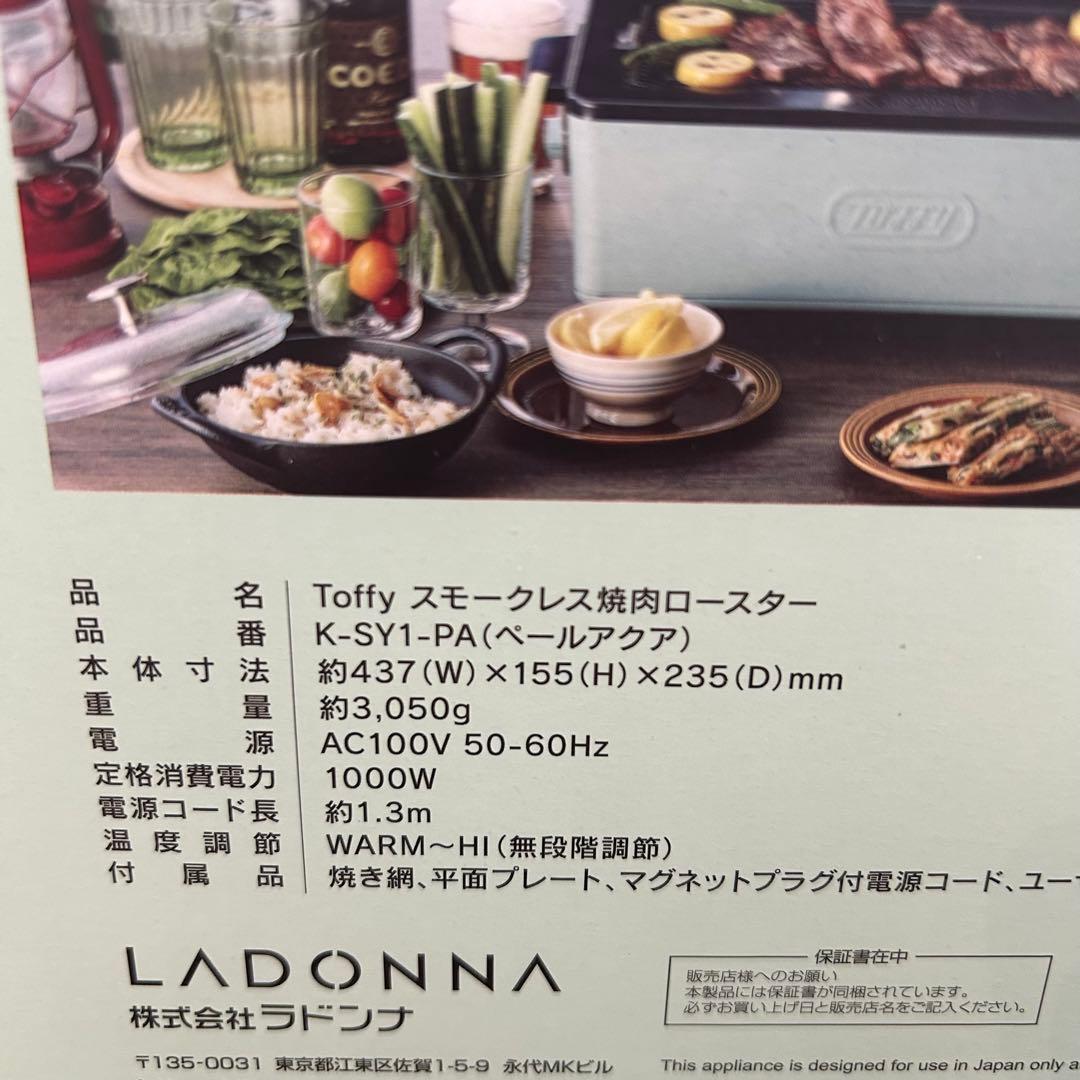 COE
TOFFY
品名 Toffy スモークレス焼肉ロースター
品番 K-SY1-PA(ペールアクア)
本体寸法 約437(W)×155(H)×235(D)mm
重量 約3,050g
電源 AC100V 50-60Hz
定格消費電力 1000W
電源コード長 約1.3m
温度調節 WARM～HI(無段階調節)
付属品 焼き網、平面プレート、マグネットプラグ付電源コード、ユー
LADONNA
株式会社ラドンナ
〒135-0031 東京都江東区佐賀1-5-9 永代MKビル
保証書在中
販売店様へのお願い
本製品には保証書が同梱されています。
必ずお買い上げ日と販売店名をご記入ください。
This appliance is designed for use in Japan only a